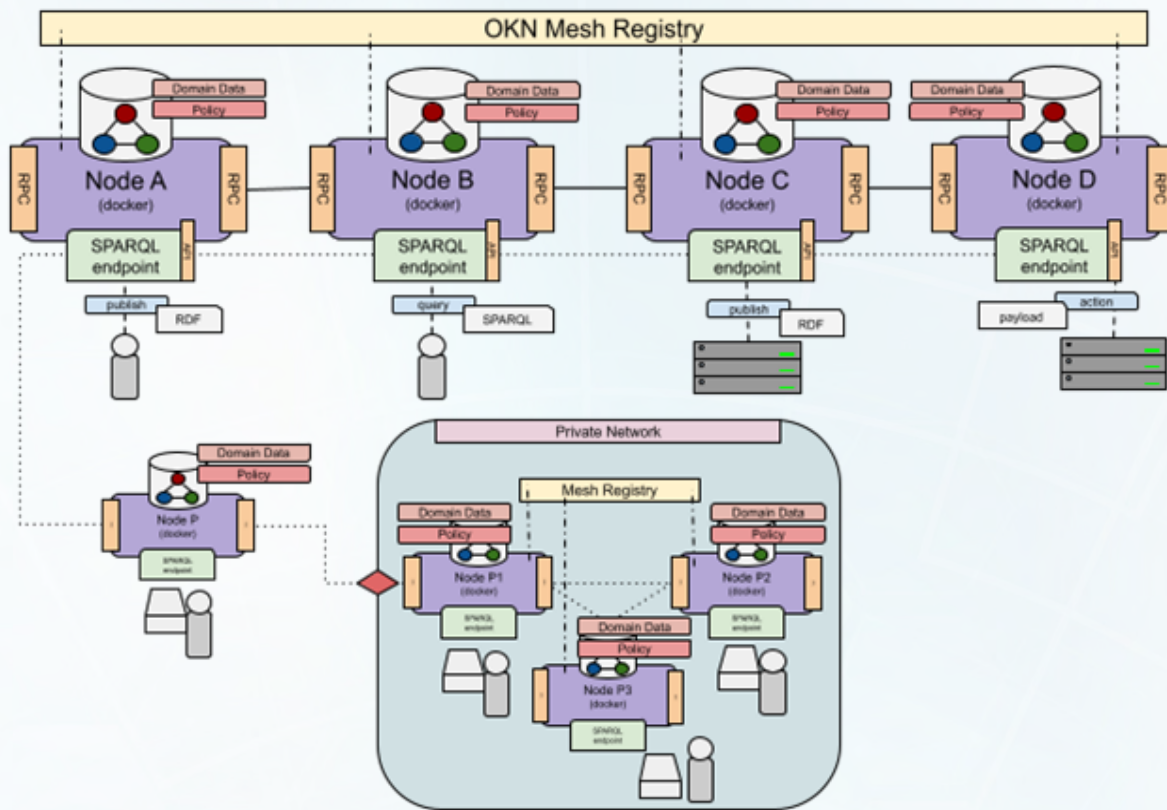 OKN Mesh Registry
Domain Data
Policy
Domain Data
Policy
Domain Data
Policy
Domain Data
Policy
RPC
Node A
(docker)
RPC
RPC
Node B
(docker)
RPC
RPC
Node C
(docker)
RPC
RPC
Node D
(docker)
RPC
SPARQL
endpoint
API
SPARQL
endpoint
API
SPARQL
endpoint
API
SPARQL
endpoint
API
publish
RDF
query
SPARQL
publish
RDF
action
payload
Private Network
Domain Data
Policy
Node P
(docker)
SPARQL
endpoint
Mesh Registry
Domain Data
Policy
Node P1
(docker)
SPARQL
endpoint
Domain Data
Policy
Node P2
(docker)
SPARQL
endpoint
Domain Data
Policy
Node P3
(docker)
SPARQL
endpoint